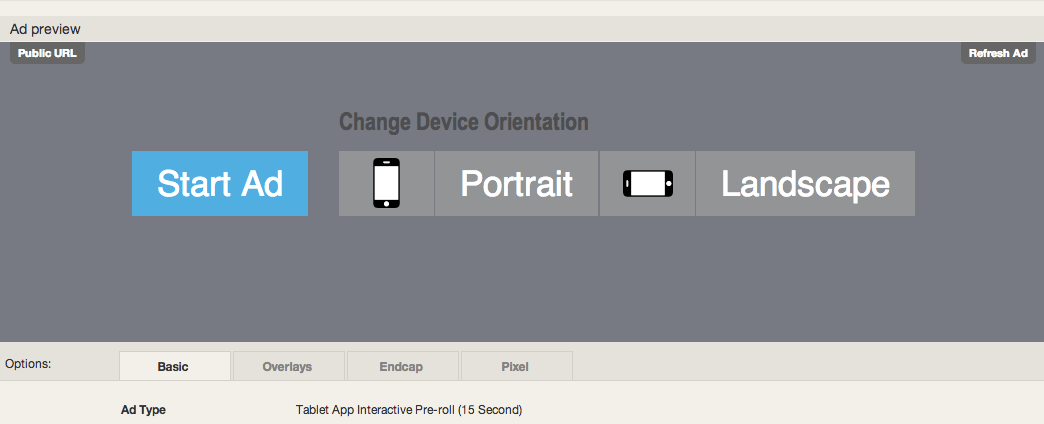 Ad preview
Public URL
Refresh Ad
Change Device Orientation
Start Ad
Portrait
Landscape
Options:
Basic
Overlays
Endcap
Pixel
Ad Type
Tablet App Interactive Pre-roll (15 Second)